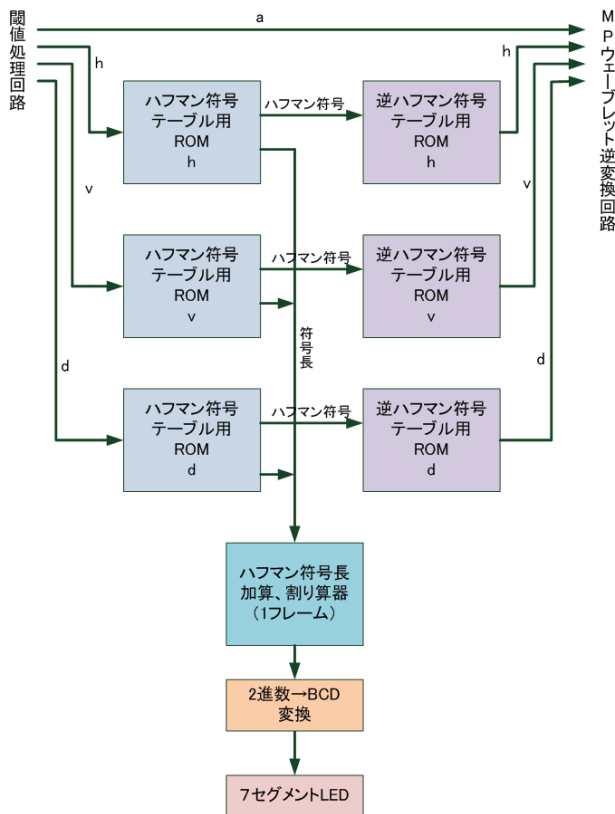 閾値処理回路
a
MPウェーブレット逆変換回路
h
h
ハフマン符号
テーブル用
ROM
h
ハフマン符号
逆ハフマン符号
テーブル用
ROM
h
v
v
ハフマン符号
テーブル用
ROM
v
ハフマン符号
逆ハフマン符号
テーブル用
ROM
v
符号長
d
d
ハフマン符号
テーブル用
ROM
d
ハフマン符号
逆ハフマン符号
テーブル用
ROM
d
ハフマン符号長
加算、割り算器
(1フレーム)
2進数→BCD
変換
7セグメントLED